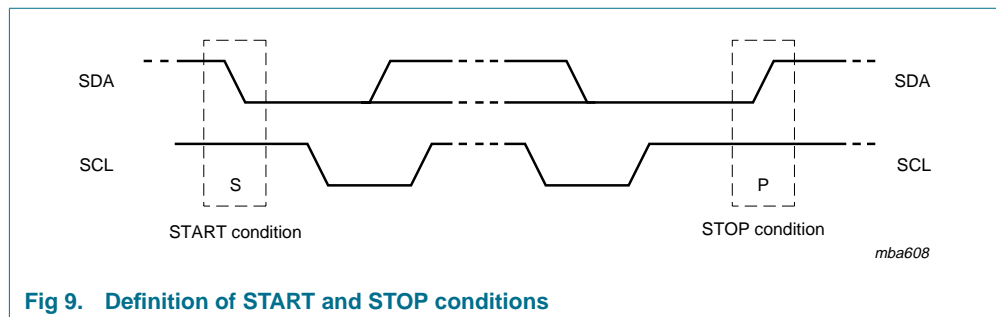 SDA
SDA
SCL
SCL
S
P
START condition
STOP condition
mba608
Fig 9. Definition of START and STOP conditions